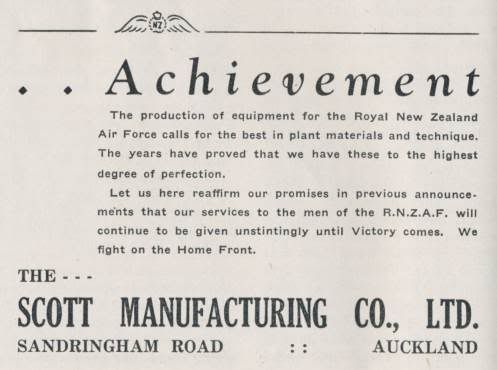 NZ
. . Achievement
The production of equipment for the Royal New Zealand
Air Force calls for the best in plant materials and technique.
The years have proved that we have these to the highest
degree of perfection.
Let us here reaffirm our promises in previous announce-
ments that our services to the men of the R.N.Z.A.F. will
continue to be given unstintingly until Victory comes. We
fight on the Home Front.
THE - - -
SCOTT MANUFACTURING CO., LTD.
SANDRINGHAM ROAD : : AUCKLAND